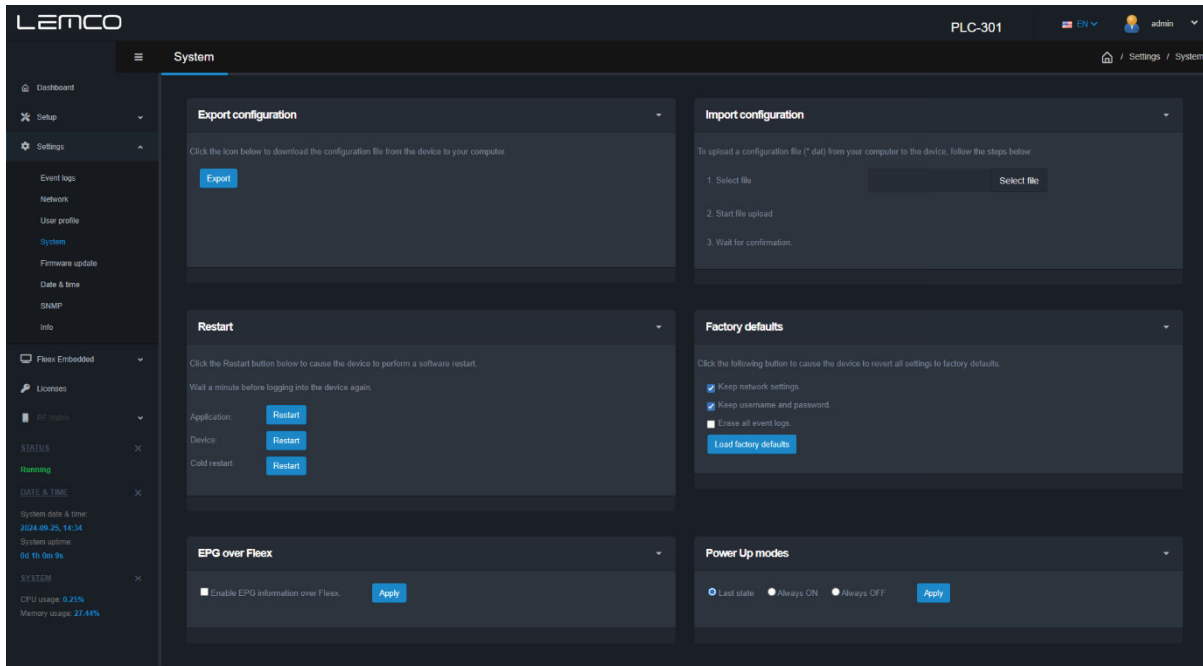 LEMCO
PLC-301
EN
admin
System
/ Settings / System
Dashboard
Setup
Settings
Event logs
Network
User profile
System
Firmware update
Date & time
SNMP
Info
Fleex Embedded
Licenses
RF matrix
STATUS
Running
DATE & TIME
System date & time:
2024-09-25, 14:34
System uptime:
0d 1h 0m 9s
SYSTEM
CPU usage: 0.25%
Memory usage: 27.44%
Export configuration
Click the icon below to download the configuration file from the device to your computer.
Export
Import configuration
To upload a configuration file (*.dat) from your computer to the device, follow the steps below:
1. Select file
Select file
2. Start file upload
3. Wait for confirmation.
Restart
Click the Restart button below to cause the device to perform a software restart.
Wait a minute before logging into the device again.
Application: Restart
Device: Restart
Cold restart: Restart
Factory defaults
Click the following button to cause the device to revert all settings to factory defaults.
Keep network settings.
Keep username and password.
Erase all event logs.
Load factory defaults
EPG over Fleex
Enable EPG information over Fleex. Apply
Power Up modes
Last state Always ON Always OFF Apply